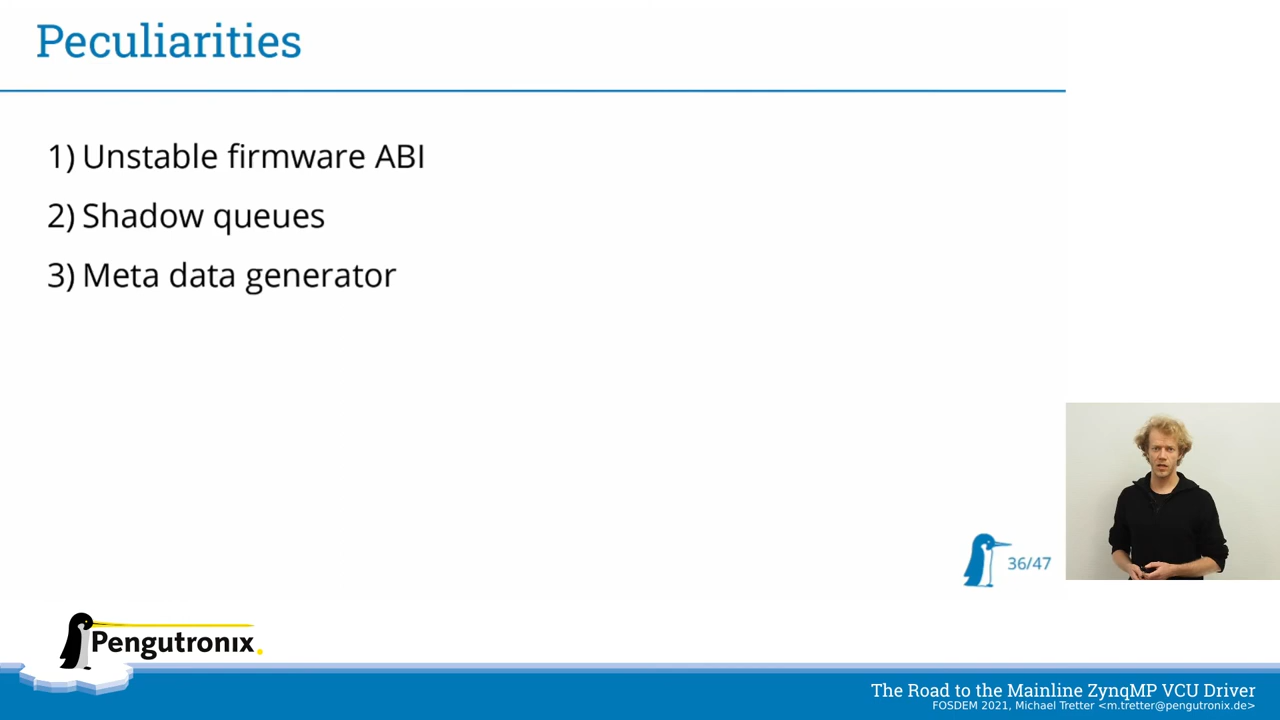 Peculiarities
1) Unstable firmware ABI
2) Shadow queues
3) Meta data generator
36/47
Pengutronix
The Road to the Mainline ZynqMP VCU Driver
FOSDEM 2021, Michael Tretter <m.tretter@pengutronix.de>